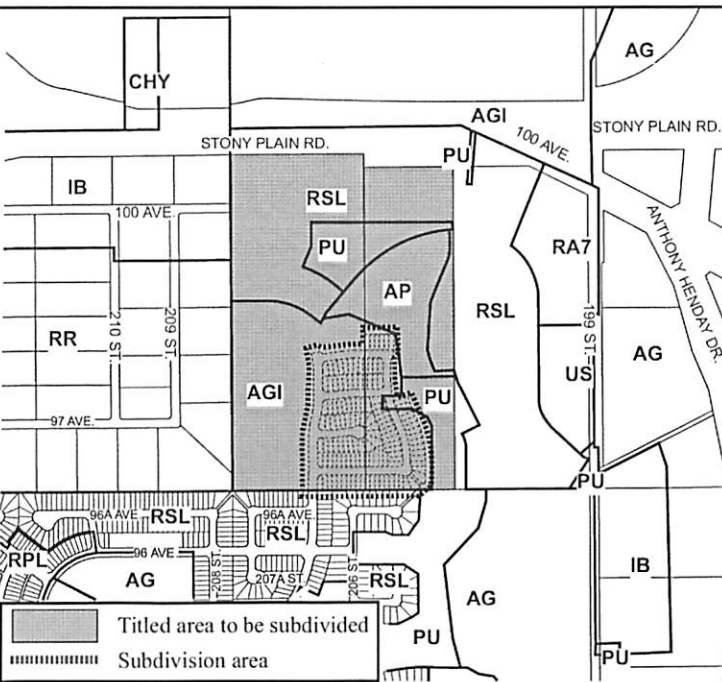 AG
CHY
AGI
STONY PLAIN RD.
100 AVE.
STONY PLAIN RD.
PU
IB
RSL
100 AVE.
PU
RA7
ANTHONY HENDAY DR.
AP
RSL
199 ST.
RR
210 ST.
209 ST.
AG
US
AGI
PU
97 AVE.
PU
96A AVE
RSL
96A AVE
RSL
RPL
96 AVE
208 ST.
207A ST.
206 ST.
RSL
AG
AG
IB
PU
PU
Titled area to be subdivided
Subdivision area